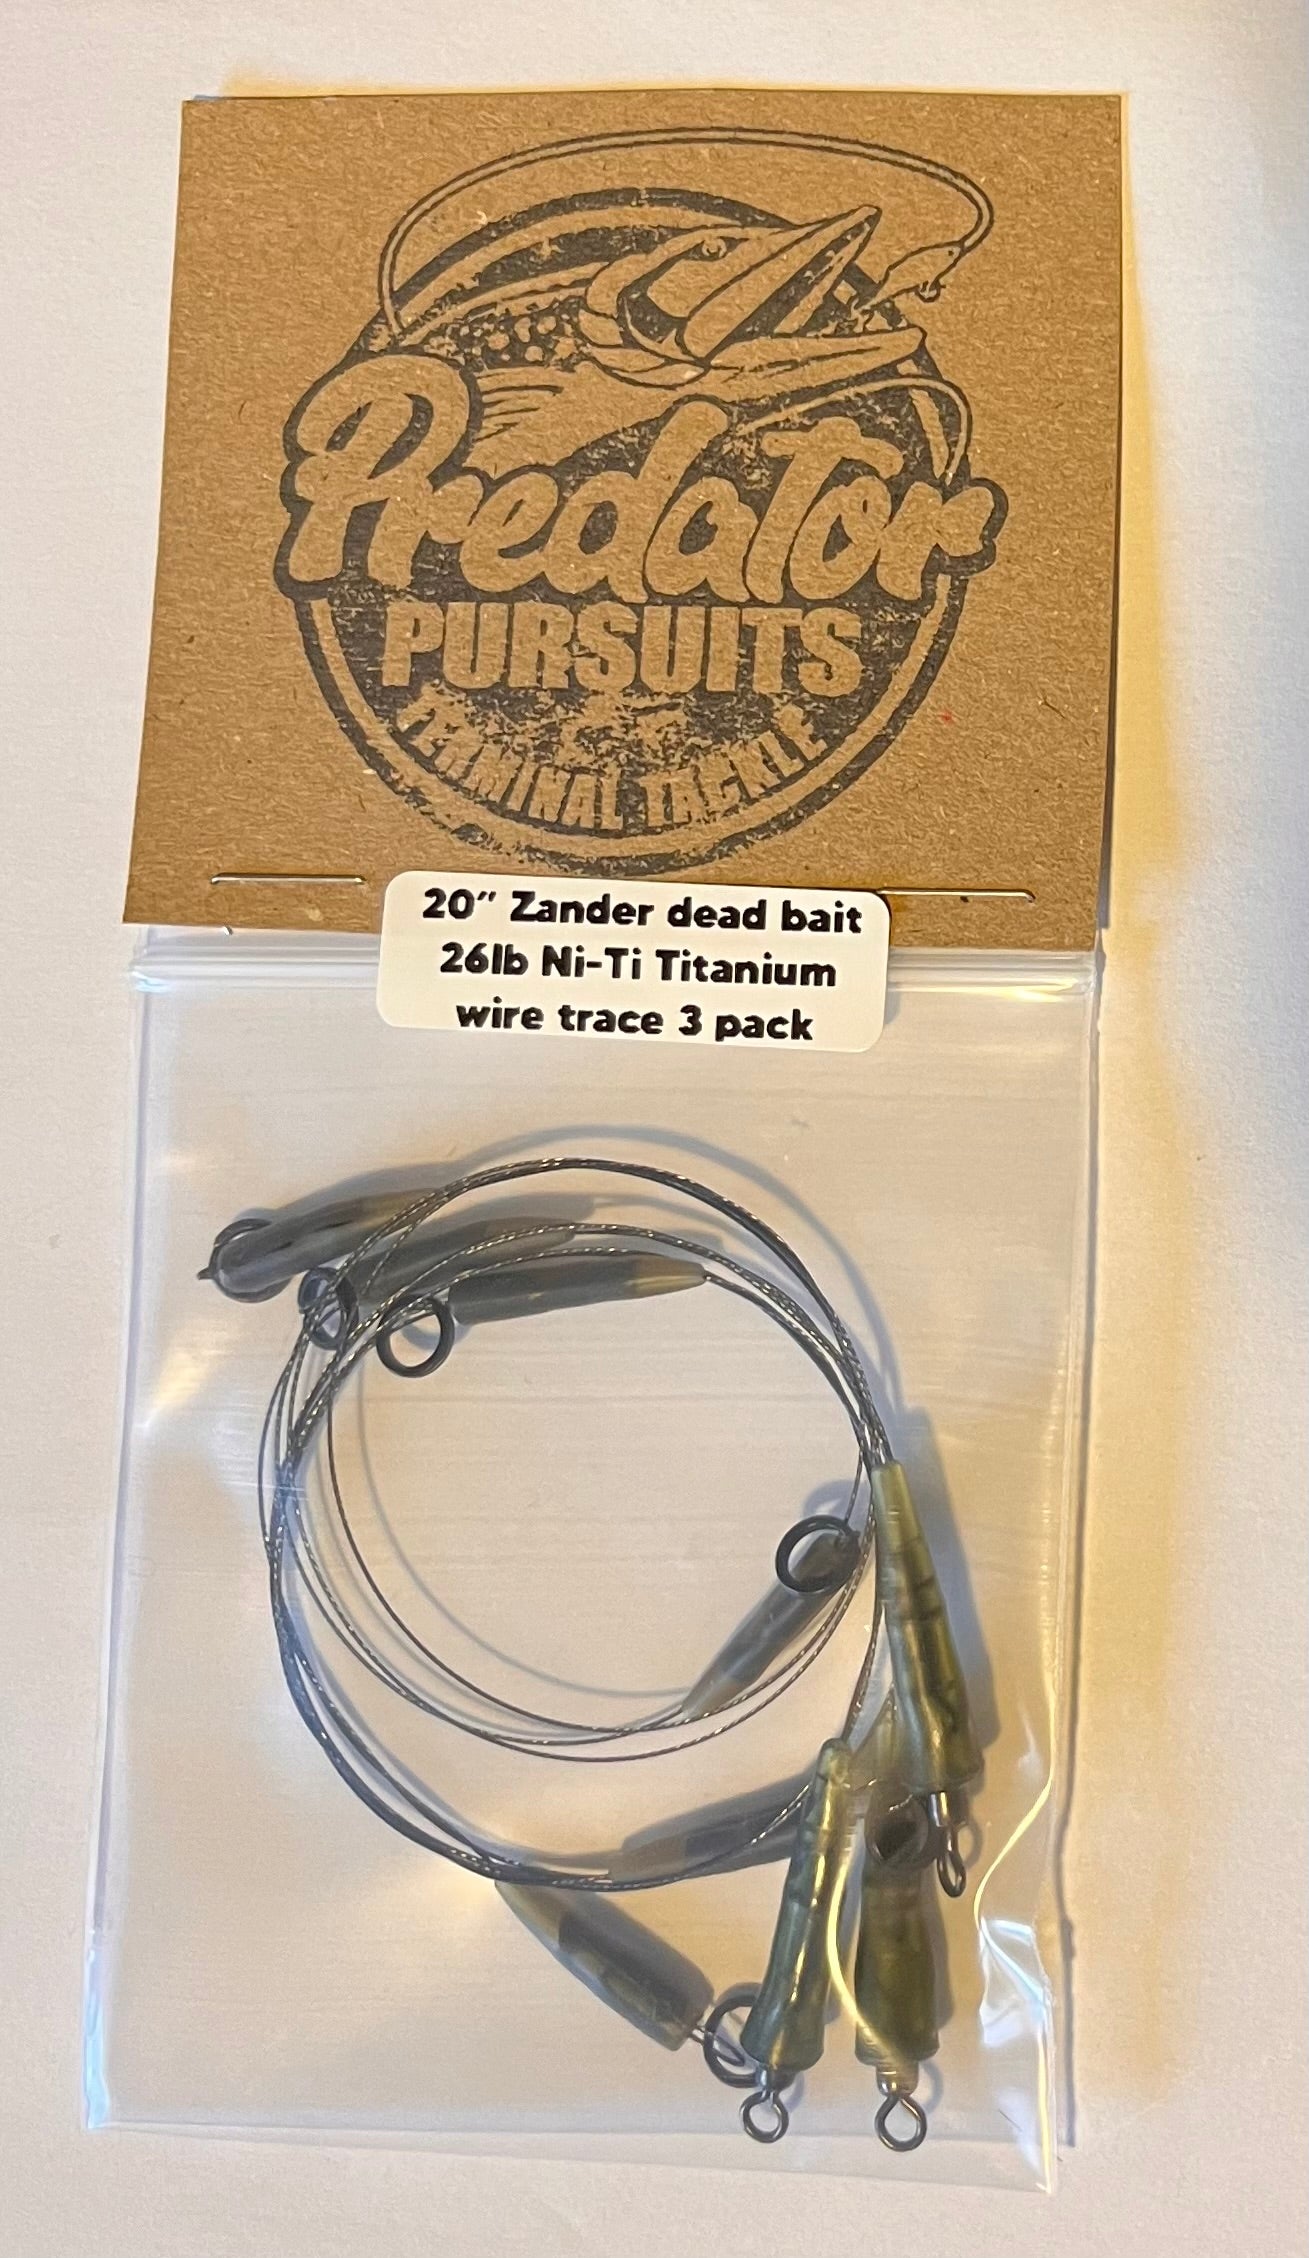 Predator
PURSUITS
TERMINAL TACKLE
20" Zander dead bait
26lb Ni-Ti Titanium
wire trace 3 pack